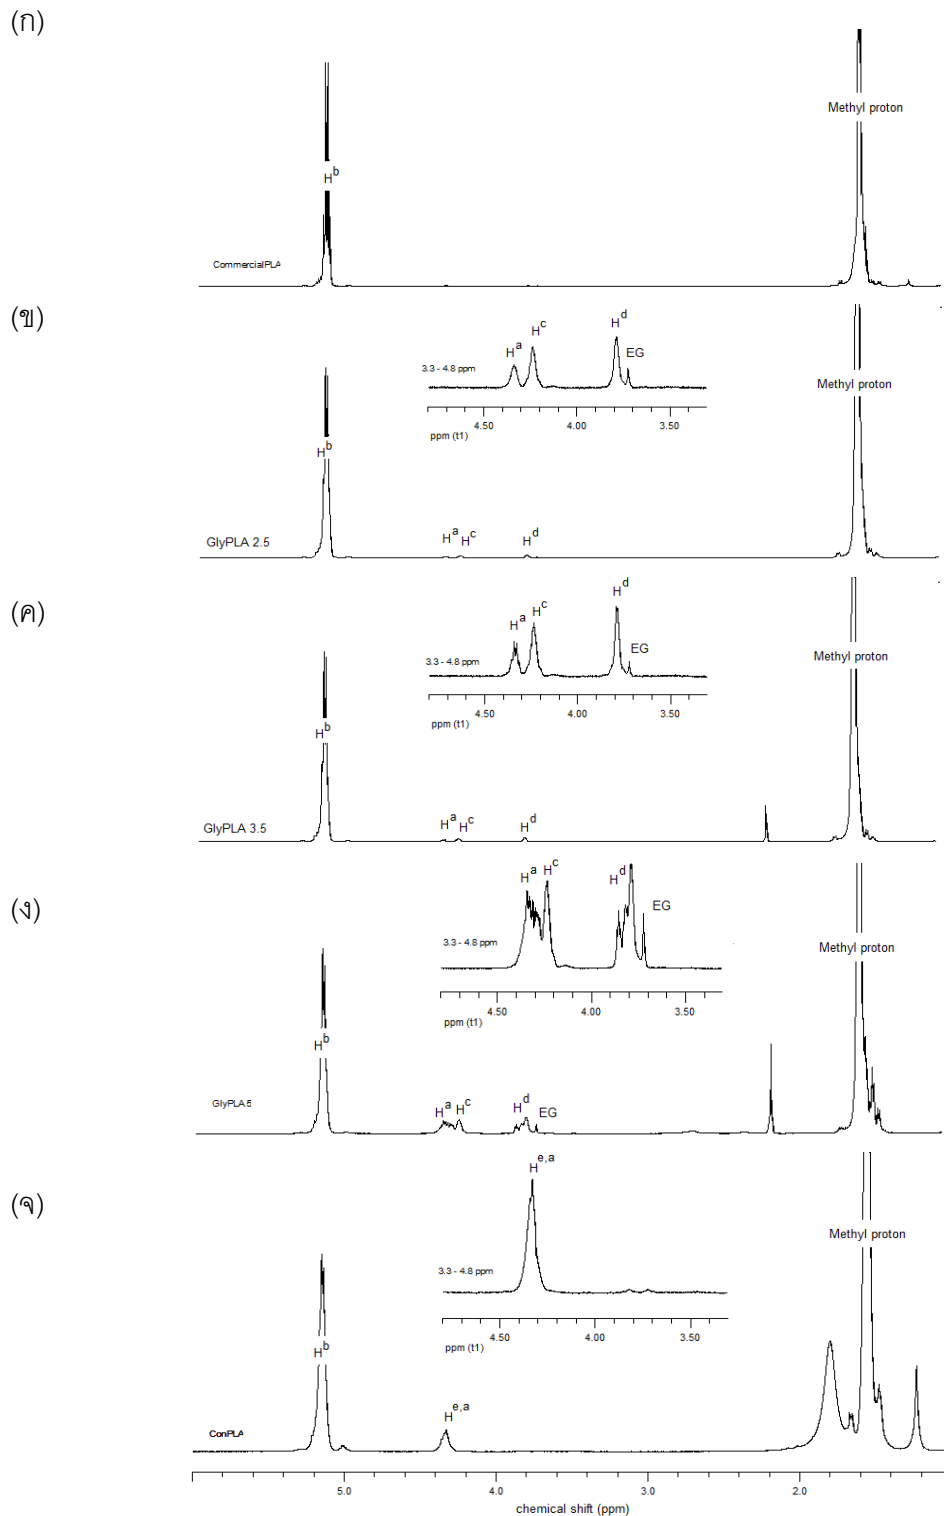 (ก)
Methyl proton
H^b
CommercialPLA
(ข)
H^d
H^c
H^a
EG
3.3 - 4.8 ppm
Methyl proton
4.50 4.00 3.50
ppm (t1)
H^b
H^a H^c H^d
GlyPLA 2.5
(ค)
H^d
H^c
H^a
EG
3.3 - 4.8 ppm
Methyl proton
4.50 4.00 3.50
ppm (t1)
H^b
H^a H^c H^d
GlyPLA 3.5
(ง)
H^a H^c H^d
EG
3.3 - 4.8 ppm
Methyl proton
4.50 4.00 3.50
ppm (t1)
H^b
GlyPLA5
H^a H^c H^d EG
(จ)
H^e,a
Methyl proton
3.3 - 4.8 ppm
4.50 4.00 3.50
ppm (t1)
H^b
H^e,a
ConPLA
5.0 4.0 3.0 2.0
chemical shift (ppm)